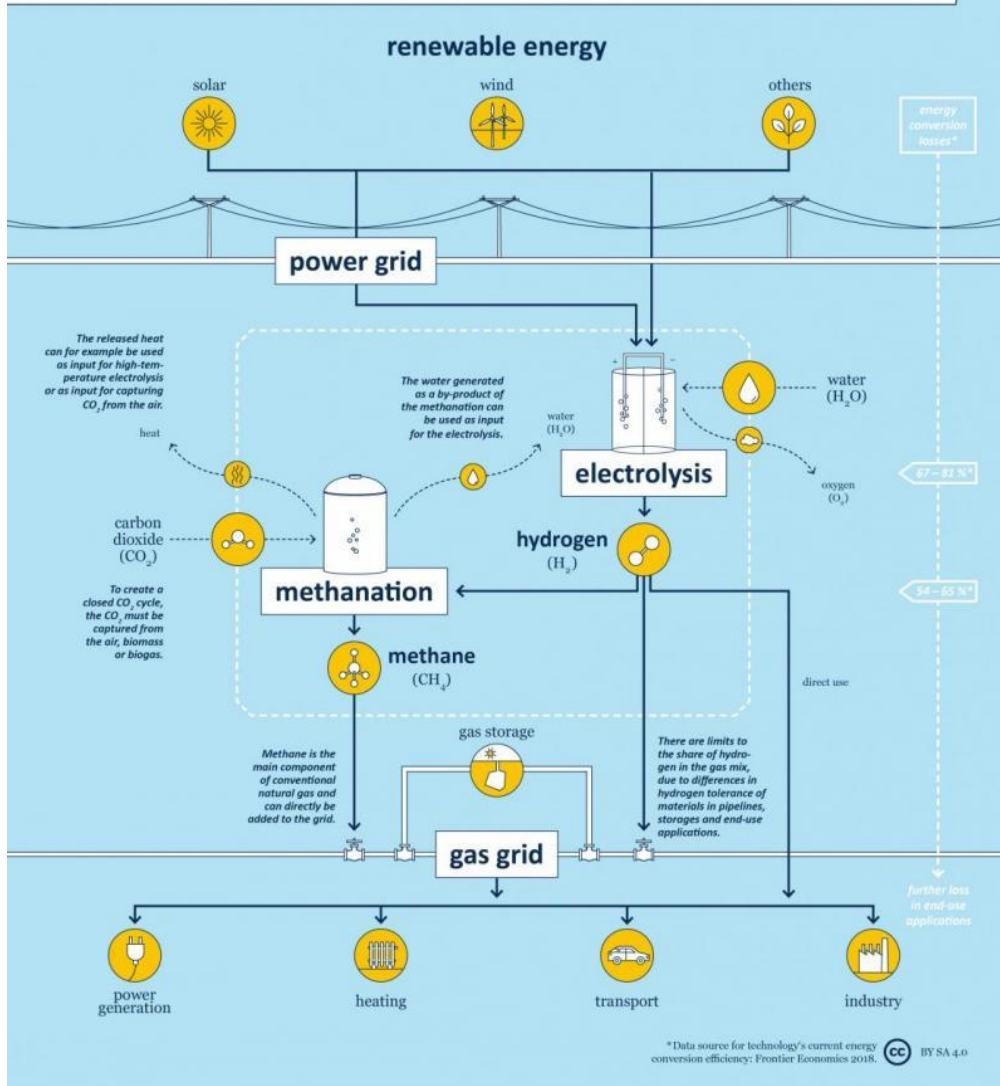 renewable energy
solar
wind
others
energy
conversion
losses*
power grid
The released heat
can for example be used
as input for high-tem-
perature electrolysis
or as input for capturing
CO₂ from the air.
heat
The water generated
as a by-product of
the methanation can
be used as input
for the electrolysis.
water
(H₂O)
+
−
water
(H₂O)
electrolysis
oxygen
(O₂)
67 – 81 %*
carbon
dioxide
(CO₂)
hydrogen
(H₂)
methanation
54 – 65 %*
To create a
closed CO₂ cycle,
the CO₂ must be
captured from
the air, biomass
or biogas.
methane
(CH₄)
direct use
gas storage
Methane is the
main component
of conventional
natural gas and
can directly be
added to the grid.
There are limits to
the share of hydro-
gen in the gas mix,
due to differences in
hydrogen tolerance of
materials in pipelines,
storages and end-use
applications.
gas grid
further loss
in end-use
applications
power
generation
heating
transport
industry
*Data source for technology's current energy
conversion efficiency: Frontier Economics 2018.
cc BY SA 4.0